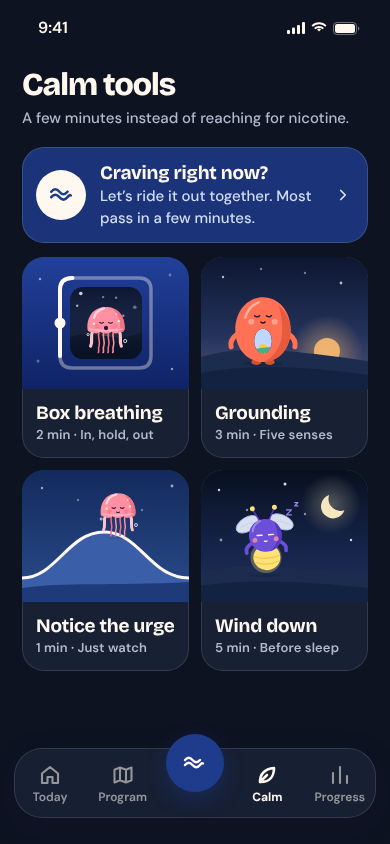 9:41
Calm tools
A few minutes instead of reaching for nicotine.
Craving right now?
Let's ride it out together. Most
pass in a few minutes.
Box breathing
2 min · In, hold, out
Grounding
3 min · Five senses
z z
Notice the urge
1 min · Just watch
Wind down
5 min · Before sleep
Today
Program
Calm
Progress